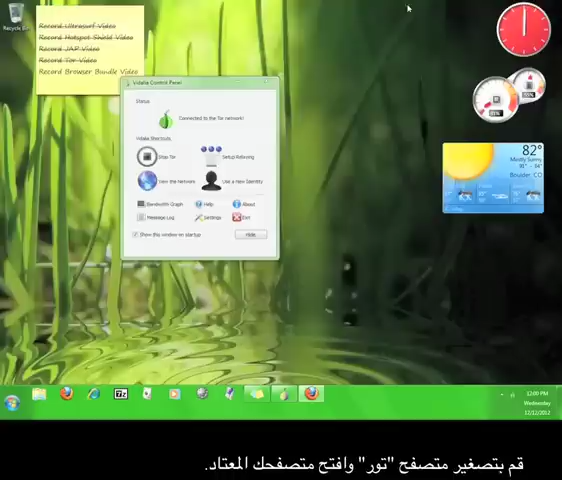 Recycle Bin
Record Ultrasurf Video
Record Hotspot Shield Video
Record JAP Video
Record Tor Video
Record Browser Bundle Video
Vidalia Control Panel
Status
Connected to the Tor network!
Vidalia Shortcuts
Stop Tor
Setup Relaying
View the Network
Use a New Identity
Bandwidth Graph
Help
About
Message Log
Settings
Exit
Show this window on startup
Hide
82°
Mostly Sunny
Boulder, CO
7z
12:00 PM
Wednesday
12/12/2012
قم بتصغير متصفح "تور" وافتح متصفحك المعتاد.